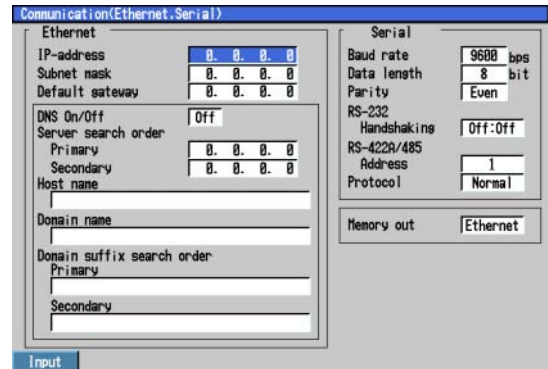 Communication(Ethernet.Serial)
Ethernet
IP-address 0. 0. 0. 0
Subnet mask 0. 0. 0. 0
Default gateway 0. 0. 0. 0
DNS On/Off Off
Server search order
Primary 0. 0. 0. 0
Secondary 0. 0. 0. 0
Host name
Domain name
Domain suffix search order
Primary
Secondary
Serial
Baud rate 9600 bps
Data length 8 bit
Parity Even
RS-232
Handshaking Off:Off
RS-422A/485
Address 1
Protocol Normal
Memory out Ethernet
Input